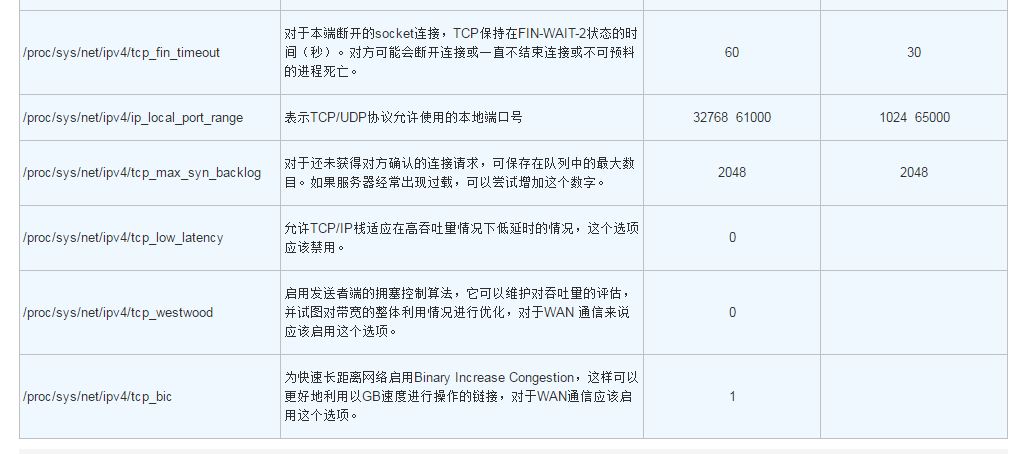 对于本端断开的socket连接，TCP保持在FIN-WAIT-2状态的时
/proc/sys/net/ipv4/tcp_fin_timeout 间（秒）。对方可能会断开连接或一直不结束连接或不可预料 60 30
的进程死亡。
/proc/sys/net/ipv4/ip_local_port_range 表示TCP/UDP协议允许使用的本地端口号 32768 61000 1024 65000
对于还未获得对方确认的连接请求，可保存在队列中的最大数
/proc/sys/net/ipv4/tcp_max_syn_backlog 2048 2048
目。如果服务器经常出现过载，可以尝试增加这个数字。
允许TCP/IP栈适应在高吞吐量情况下低延时的情况，这个选项
/proc/sys/net/ipv4/tcp_low_latency 0
应该禁用。
启用发送者端的拥塞控制算法，它可以维护对吞吐量的评估，
/proc/sys/net/ipv4/tcp_westwood 并试图对带宽的整体利用情况进行优化，对于WAN 通信来说 0
应该启用这个选项。
为快速长距离网络启用Binary Increase Congestion，这样可以
/proc/sys/net/ipv4/tcp_bic 更好地利用以GB速度进行操作的链接，对于WAN通信应该启 1
用这个选项。